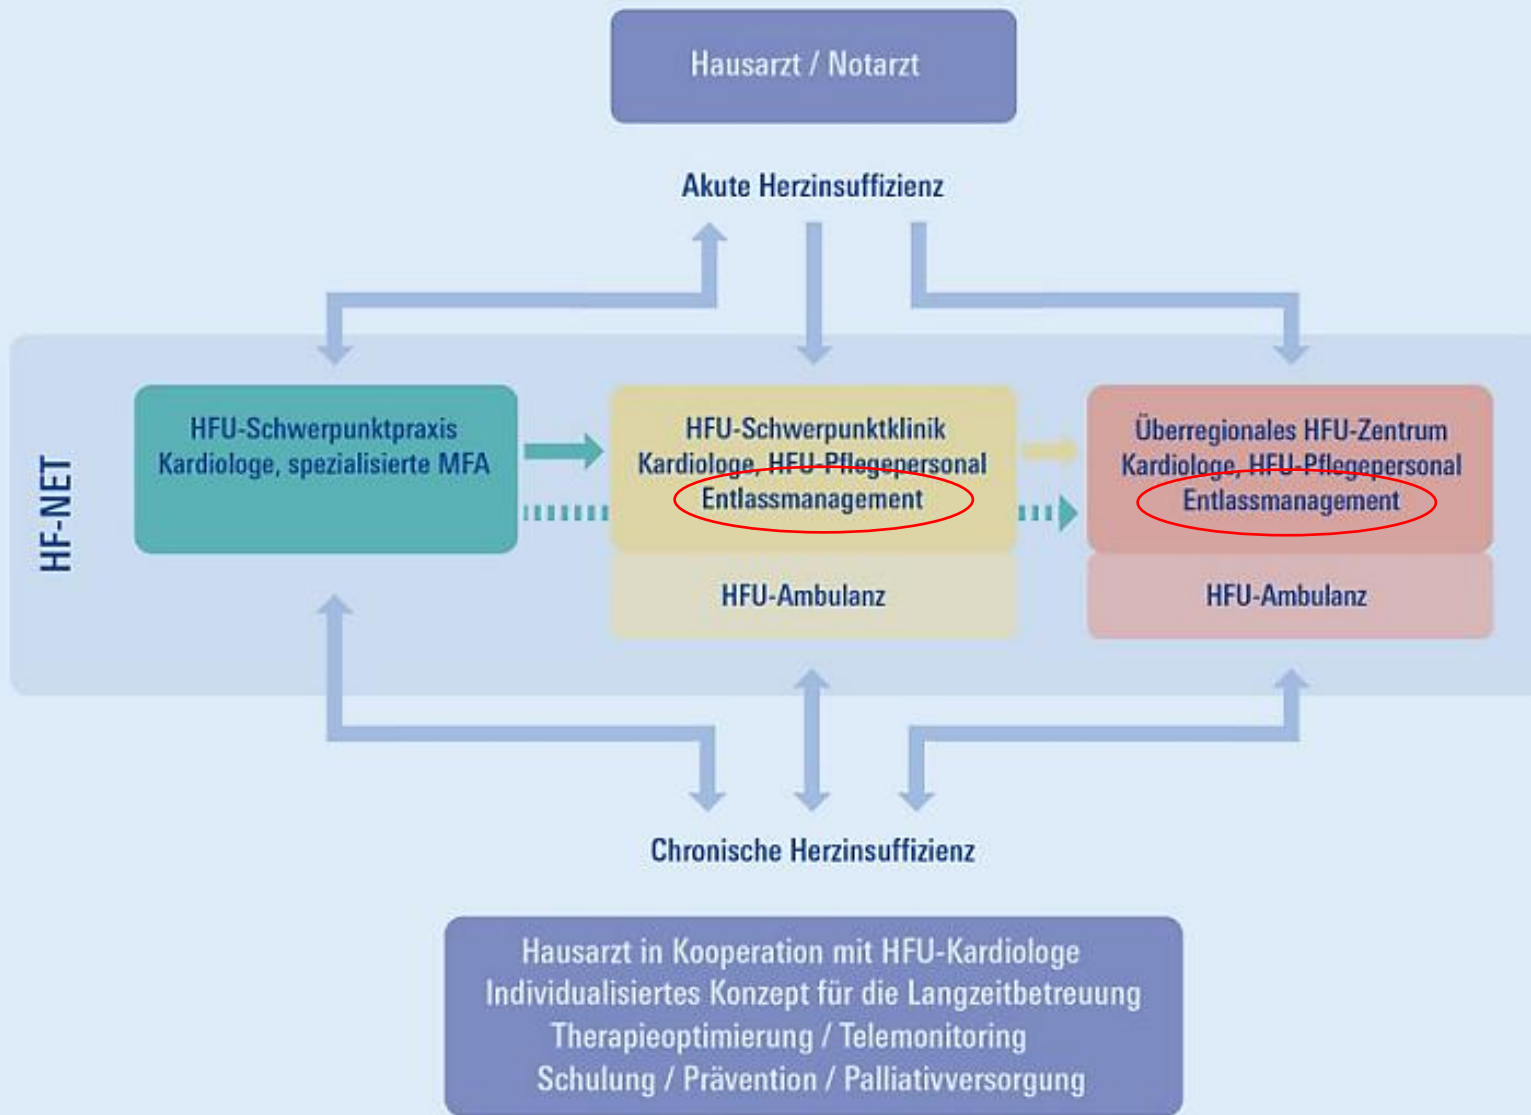 Hausarzt / Notarzt
Akute Herzinsuffizienz
HF-NET
HFU-Schwerpunktpraxis
Kardiologe, spezialisierte MFA
HFU-Schwerpunktklinik
Kardiologe, HFU-Pflegepersonal
Entlassmanagement
HFU-Ambulanz
Überregionales HFU-Zentrum
Kardiologe, HFU-Pflegepersonal
Entlassmanagement
HFU-Ambulanz
Chronische Herzinsuffizienz
Hausarzt in Kooperation mit HFU-Kardiologe
Individualisiertes Konzept für die Langzeitbetreuung
Therapieoptimierung / Telemonitoring
Schulung / Prävention / Palliativversorgung